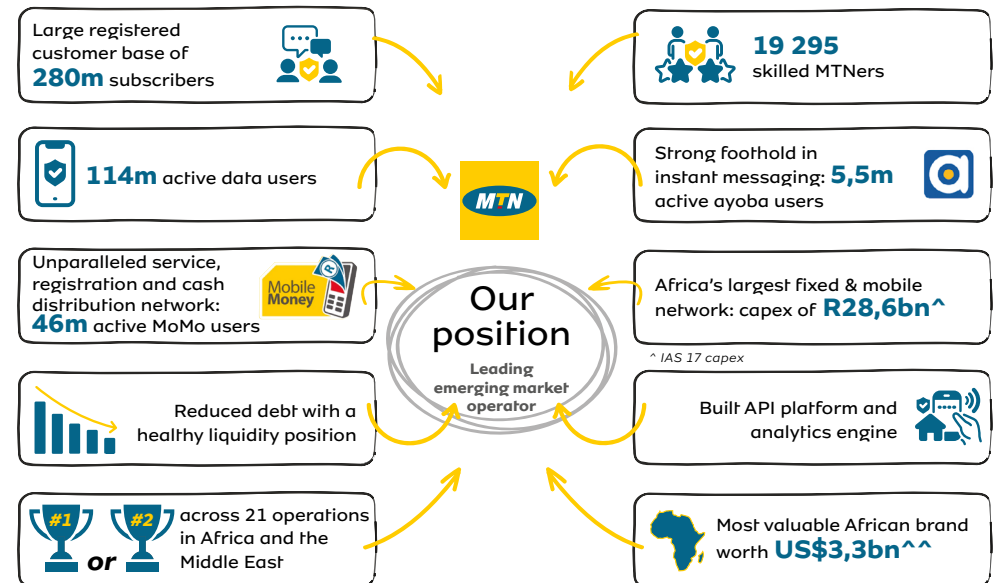 Large registered
customer base of
280m subscribers
114m active data users
Unparalleled service,
registration and cash
distribution network:
46m active MoMo users
Mobile
Money
R
Reduced debt with a
healthy liquidity position
#1
or
#2
across 21 operations
in Africa and the
Middle East
MTN
Our
position
Leading
emerging market
operator
19 295
skilled MTNers
Strong foothold in
instant messaging: 5,5m
active ayoba users
Africa's largest fixed & mobile
network: capex of R28,6bn^
^ IAS 17 capex
Built API platform and
analytics engine
Most valuable African brand
worth US$3,3bn^^